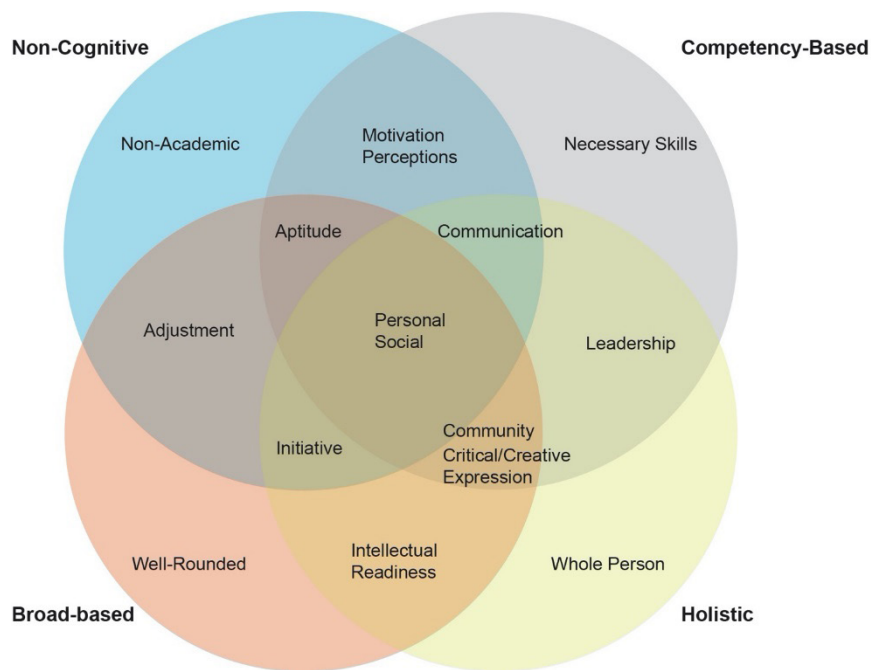 Non-Cognitive
Competency-Based
Non-Academic
Motivation
Perceptions
Necessary Skills
Aptitude
Communication
Adjustment
Personal
Social
Leadership
Initiative
Community
Critical/Creative
Expression
Well-Rounded
Intellectual
Readiness
Whole Person
Broad-based
Holistic